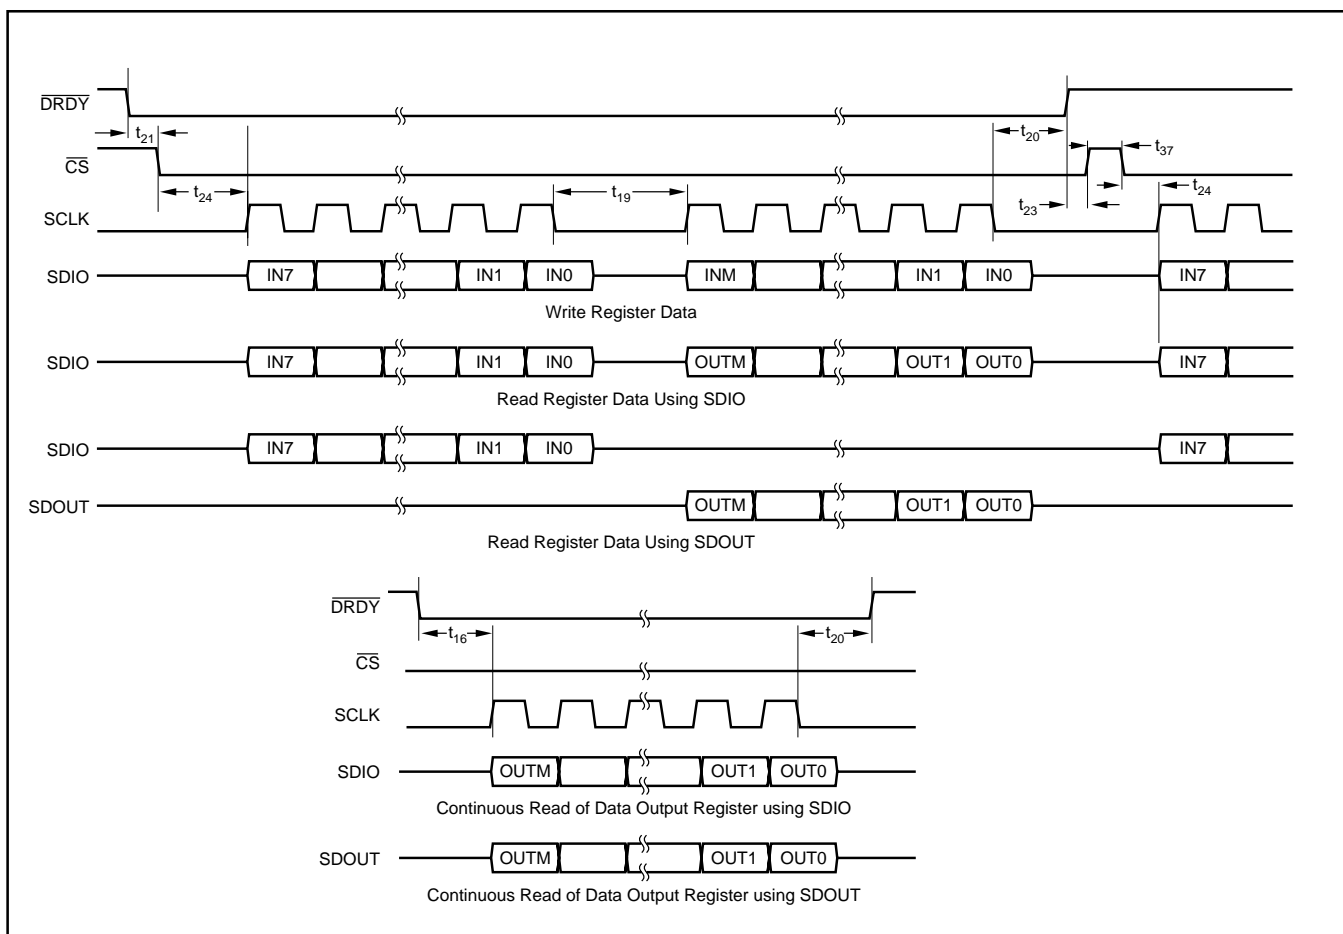 DRDY
t21
t20
t37
CS
t24
t19
t24
t23
SCLK
SDIO IN7 IN1 IN0 INM IN1 IN0 IN7
Write Register Data
SDIO IN7 IN1 IN0 OUTM OUT1 OUT0 IN7
Read Register Data Using SDIO
SDIO IN7 IN1 IN0 IN7
SDOUT OUTM OUT1 OUT0
Read Register Data Using SDOUT
DRDY
t16 t20
CS
SCLK
SDIO OUTM OUT1 OUT0
Continuous Read of Data Output Register using SDIO
SDOUT OUTM OUT1 OUT0
Continuous Read of Data Output Register using SDOUT